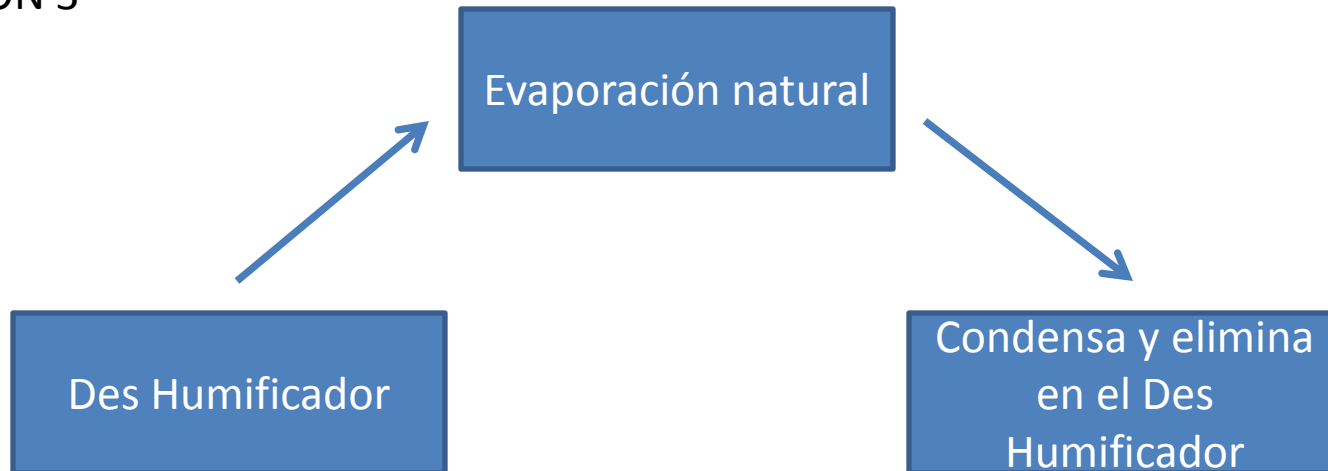 Evaporación natural
Des Humificador
Condensa y elimina
en el Des
Humificador